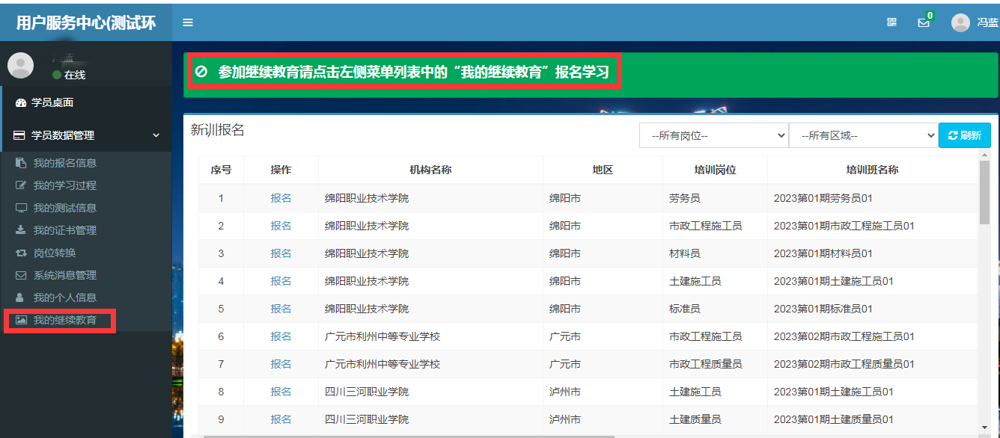 用户服务中心(测试环
0
冯蓝
蓝
在线
参加继续教育请点击左侧菜单列表中的“我的继续教育”报名学习
学员桌面
学员数据管理
我的报名信息
我的学习过程
我的测试信息
我的证书管理
岗位转换
系统消息管理
我的个人信息
我的继续教育
新训报名
--所有岗位-- --所有区域-- 刷新
序号 操作 机构名称 地区 培训岗位 培训班名称
1 报名 绵阳职业技术学院 绵阳市 劳务员 2023第01期劳务员01
2 报名 绵阳职业技术学院 绵阳市 市政工程施工员 2023第01期市政工程施工员01
3 报名 绵阳职业技术学院 绵阳市 材料员 2023第01期材料员01
4 报名 绵阳职业技术学院 绵阳市 土建施工员 2023第01期土建施工员01
5 报名 绵阳职业技术学院 绵阳市 标准员 2023第01期标准员01
6 报名 广元市利州中等专业学校 广元市 市政工程施工员 2023第02期市政工程施工员01
7 报名 广元市利州中等专业学校 广元市 市政工程质量员 2023第02期市政工程质量员01
8 报名 四川三河职业学院 泸州市 土建施工员 2023第01期土建施工员01
9 报名 四川三河职业学院 泸州市 土建质量员 2023第01期土建质量员01